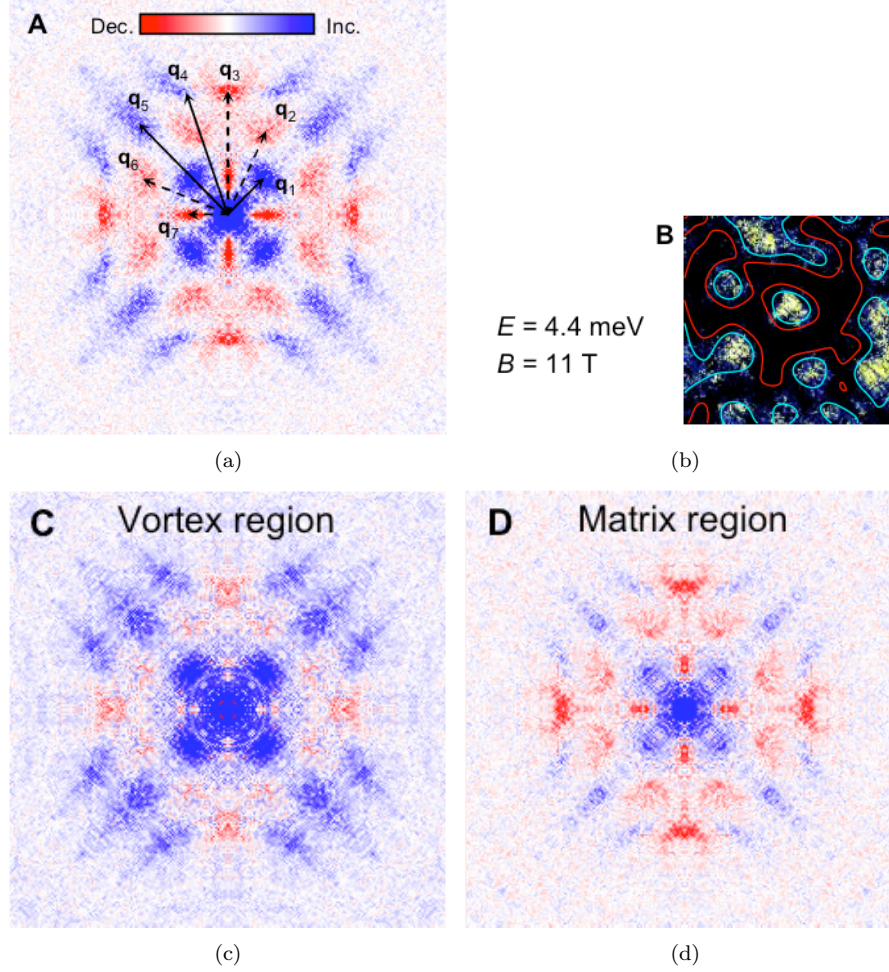 A Dec. Inc.
q4 q3
q5
q2
q6
q1
q7
B
E = 4.4 meV
B = 11 T
(a) (b)
C Vortex region
D Matrix region
(c) (d)